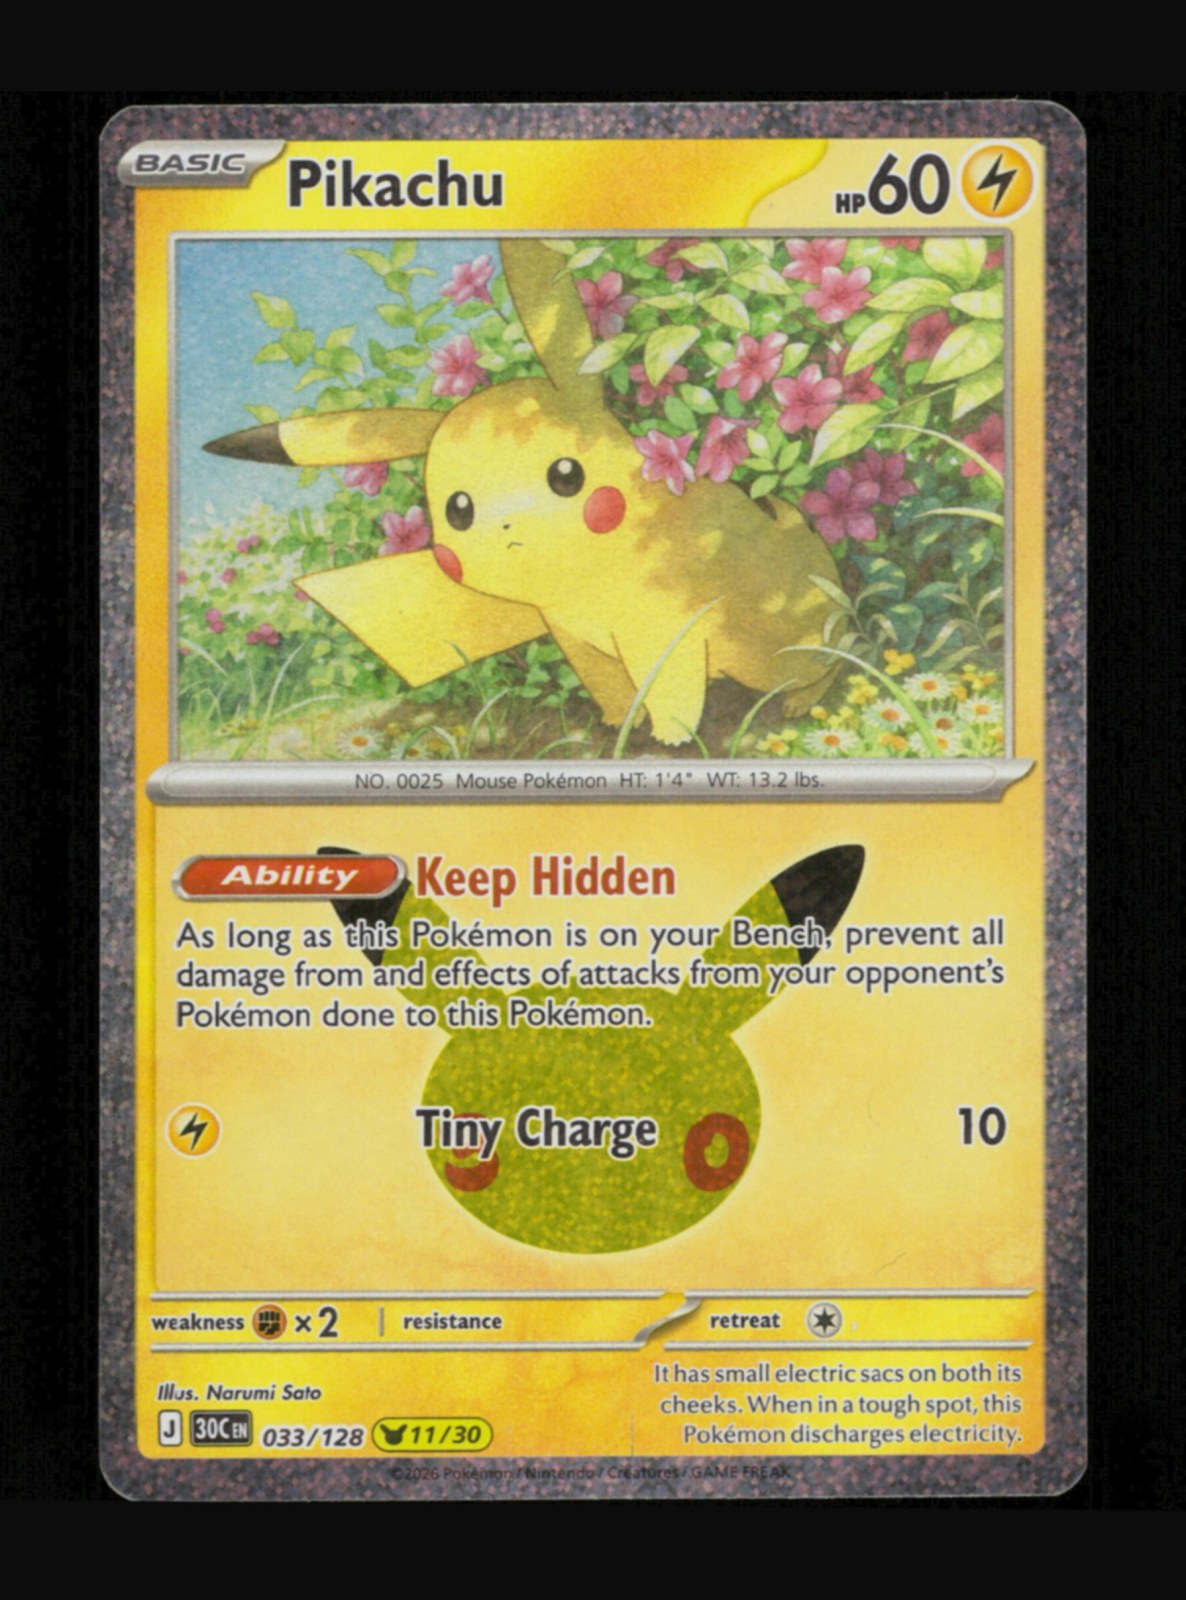 BASIC Pikachu HP 60
NO. 0025 Mouse Pokémon HT: 1'4" WT: 13.2 lbs.
Ability Keep Hidden
As long as this Pokémon is on your Bench, prevent all
damage from and effects of attacks from your opponent's
Pokémon done to this Pokémon.
Tiny Charge 10
weakness ×2 resistance retreat
It has small electric sacs on both its
cheeks. When in a tough spot, this
Pokémon discharges electricity.
Illus. Narumi Sato
J 30C EN 033/128 11/30
©2026 Pokémon / Nintendo / Creatures / GAME FREAK